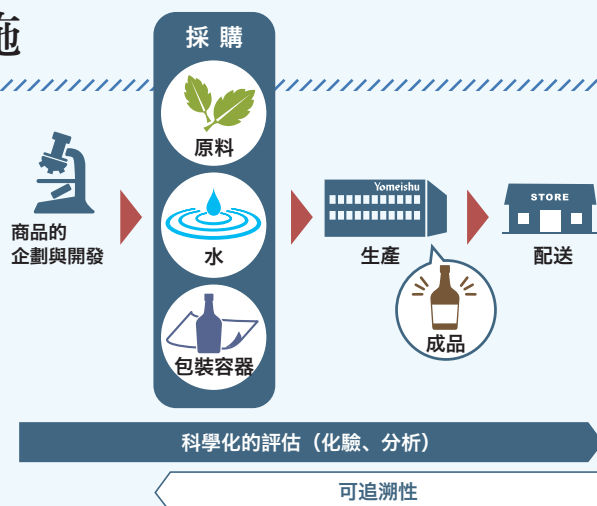 施
採購
原料
水
包裝容器
商品的
企劃與開發
Yomeishu
生產
成品
STORE
配送
科學化的評估（化驗、分析）
可追溯性